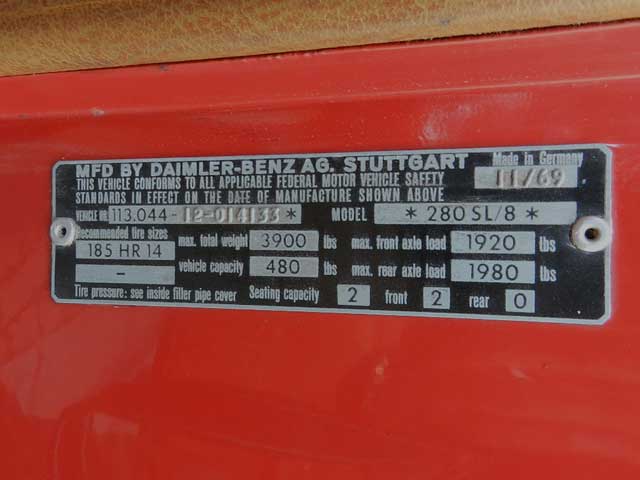 MFD BY DAIMLER-BENZ AG. STUTTGART Made in Germany
THIS VEHICLE CONFORMS TO ALL APPLICABLE FEDERAL MOTOR VEHICLE SAFETY 11/69
STANDARDS IN EFFECT ON THE DATE OF MANUFACTURE SHOWN ABOVE
VEHICLE NR 113.044-12-014133* MODEL * 280 SL/8 *
Recommended tire sizes
185 HR 14 max. total weight 3900 lbs max. front axle load 1920 lbs
- vehicle capacity 480 lbs max. rear axle load 1980 lbs
Tire pressure: see inside filler pipe cover Seating capacity 2 front 2 rear 0